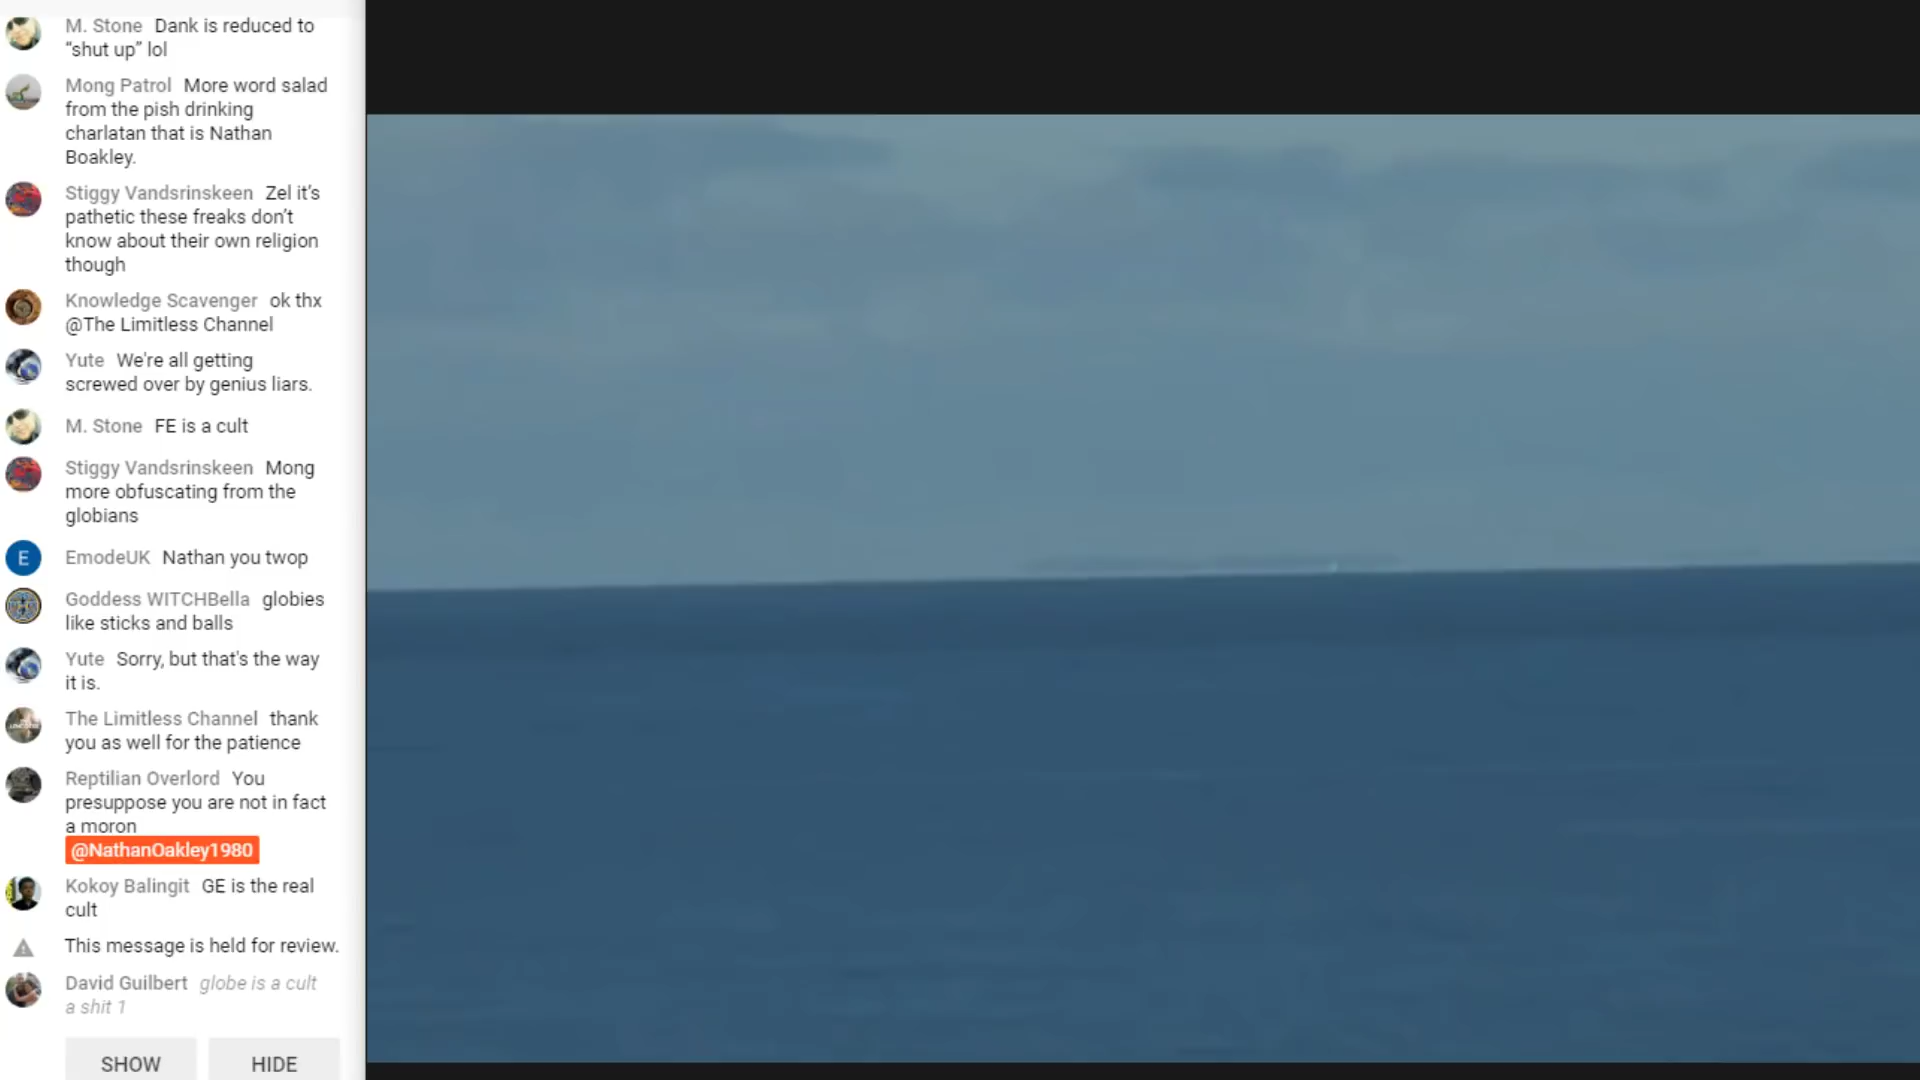 M. Stone Dank is reduced to
“shut up” lol
Mong Patrol More word salad
from the pish drinking
charlatan that is Nathan
Boakley.
Stiggy Vandsrinskeen Zel it’s
pathetic these freaks don’t
know about their own religion
though
Knowledge Scavenger ok thx
@The Limitless Channel
Yute We're all getting
screwed over by genius liars.
M. Stone FE is a cult
Stiggy Vandsrinskeen Mong
more obfuscating from the
globians
E EmodeUK Nathan you twop
Goddess WITCHBella globies
like sticks and balls
Yute Sorry, but that's the way
it is.
The Limitless Channel thank
you as well for the patience
Reptilian Overlord You
presuppose you are not in fact
a moron
@NathanOakley1980
Kokoy Balingit GE is the real
cult
This message is held for review.
David Guilbert globe is a cult
a shit 1
SHOW HIDE